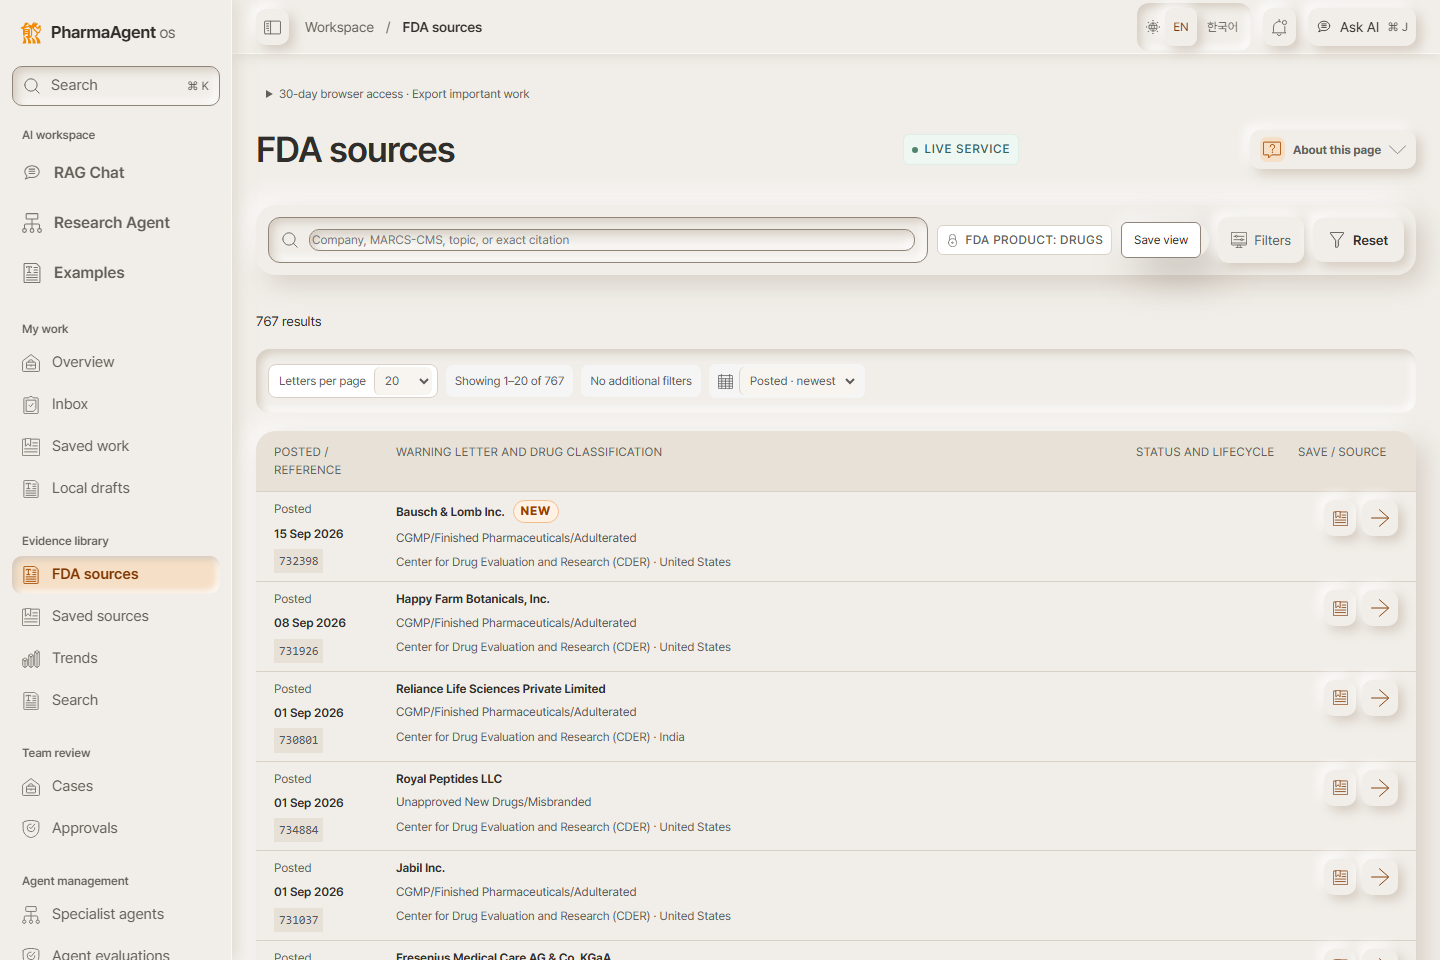 PharmaAgent OS
Search ⌘ K
AI workspace
RAG Chat
Research Agent
Examples
My work
Overview
Inbox
Saved work
Local drafts
Evidence library
FDA sources
Saved sources
Trends
Search
Team review
Cases
Approvals
Agent management
Specialist agents
Agent evaluations
Workspace / FDA sources
EN 한국어
Ask AI ⌘ J
30-day browser access · Export important work
FDA sources
LIVE SERVICE
About this page
Company, MARCS-CMS, topic, or exact citation
FDA PRODUCT: DRUGS
Save view
Filters
Reset
767 results
Letters per page 20
Showing 1–20 of 767
No additional filters
Posted · newest
POSTED / REFERENCE
WARNING LETTER AND DRUG CLASSIFICATION
STATUS AND LIFECYCLE
SAVE / SOURCE
Posted
15 Sep 2026
732398
Bausch & Lomb Inc. NEW
CGMP/Finished Pharmaceuticals/Adulterated
Center for Drug Evaluation and Research (CDER) · United States
Posted
08 Sep 2026
731926
Happy Farm Botanicals, Inc.
CGMP/Finished Pharmaceuticals/Adulterated
Center for Drug Evaluation and Research (CDER) · United States
Posted
01 Sep 2026
730801
Reliance Life Sciences Private Limited
CGMP/Finished Pharmaceuticals/Adulterated
Center for Drug Evaluation and Research (CDER) · India
Posted
01 Sep 2026
734884
Royal Peptides LLC
Unapproved New Drugs/Misbranded
Center for Drug Evaluation and Research (CDER) · United States
Posted
01 Sep 2026
731037
Jabil Inc.
CGMP/Finished Pharmaceuticals/Adulterated
Center for Drug Evaluation and Research (CDER) · United States
Posted
Fresenius Medical Care AG & Co. KGaA